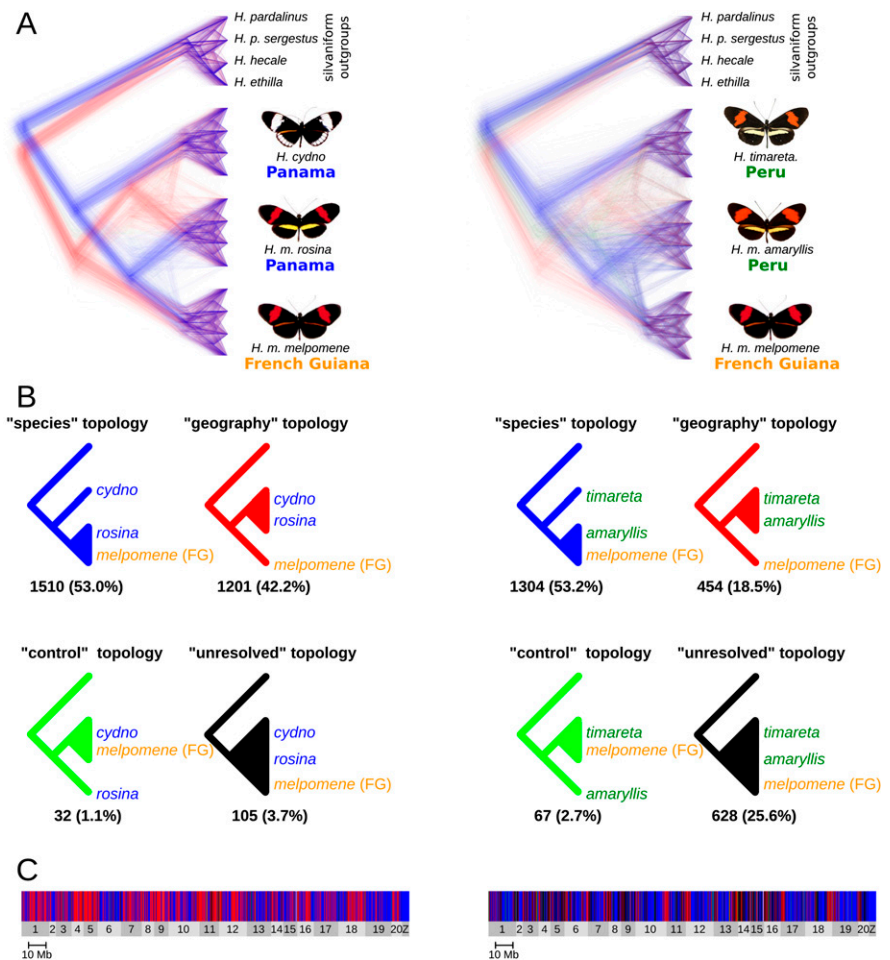 A
H. pardalinus
H. p. sergestus
H. hecale
H. ethilla
silvaniform
outgroups
H. cydno
Panama
H. m. rosina
Panama
H. m. melpomene
French Guiana
H. pardalinus
H. p. sergestus
H. hecale
H. ethilla
silvaniform
outgroups
H. timareta.
Peru
H. m. amaryllis
Peru
H. m. melpomene
French Guiana
B
"species" topology
cydno
rosina
melpomene (FG)
1510 (53.0%)
"geography" topology
cydno
rosina
melpomene (FG)
1201 (42.2%)
"species" topology
timareta
amaryllis
melpomene (FG)
1304 (53.2%)
"geography" topology
timareta
amaryllis
melpomene (FG)
454 (18.5%)
"control" topology
cydno
melpomene (FG)
rosina
32 (1.1%)
"unresolved" topology
cydno
rosina
melpomene (FG)
105 (3.7%)
"control" topology
timareta
melpomene (FG)
amaryllis
67 (2.7%)
"unresolved" topology
timareta
amaryllis
melpomene (FG)
628 (25.6%)
C
1 2 3 4 5 6 7 8 9 10 11 12 13 14 15 16 17 18 19 20Z
10 Mb
1 2 3 4 5 6 7 8 9 10 11 12 13 14 15 16 17 18 19 20Z
10 Mb